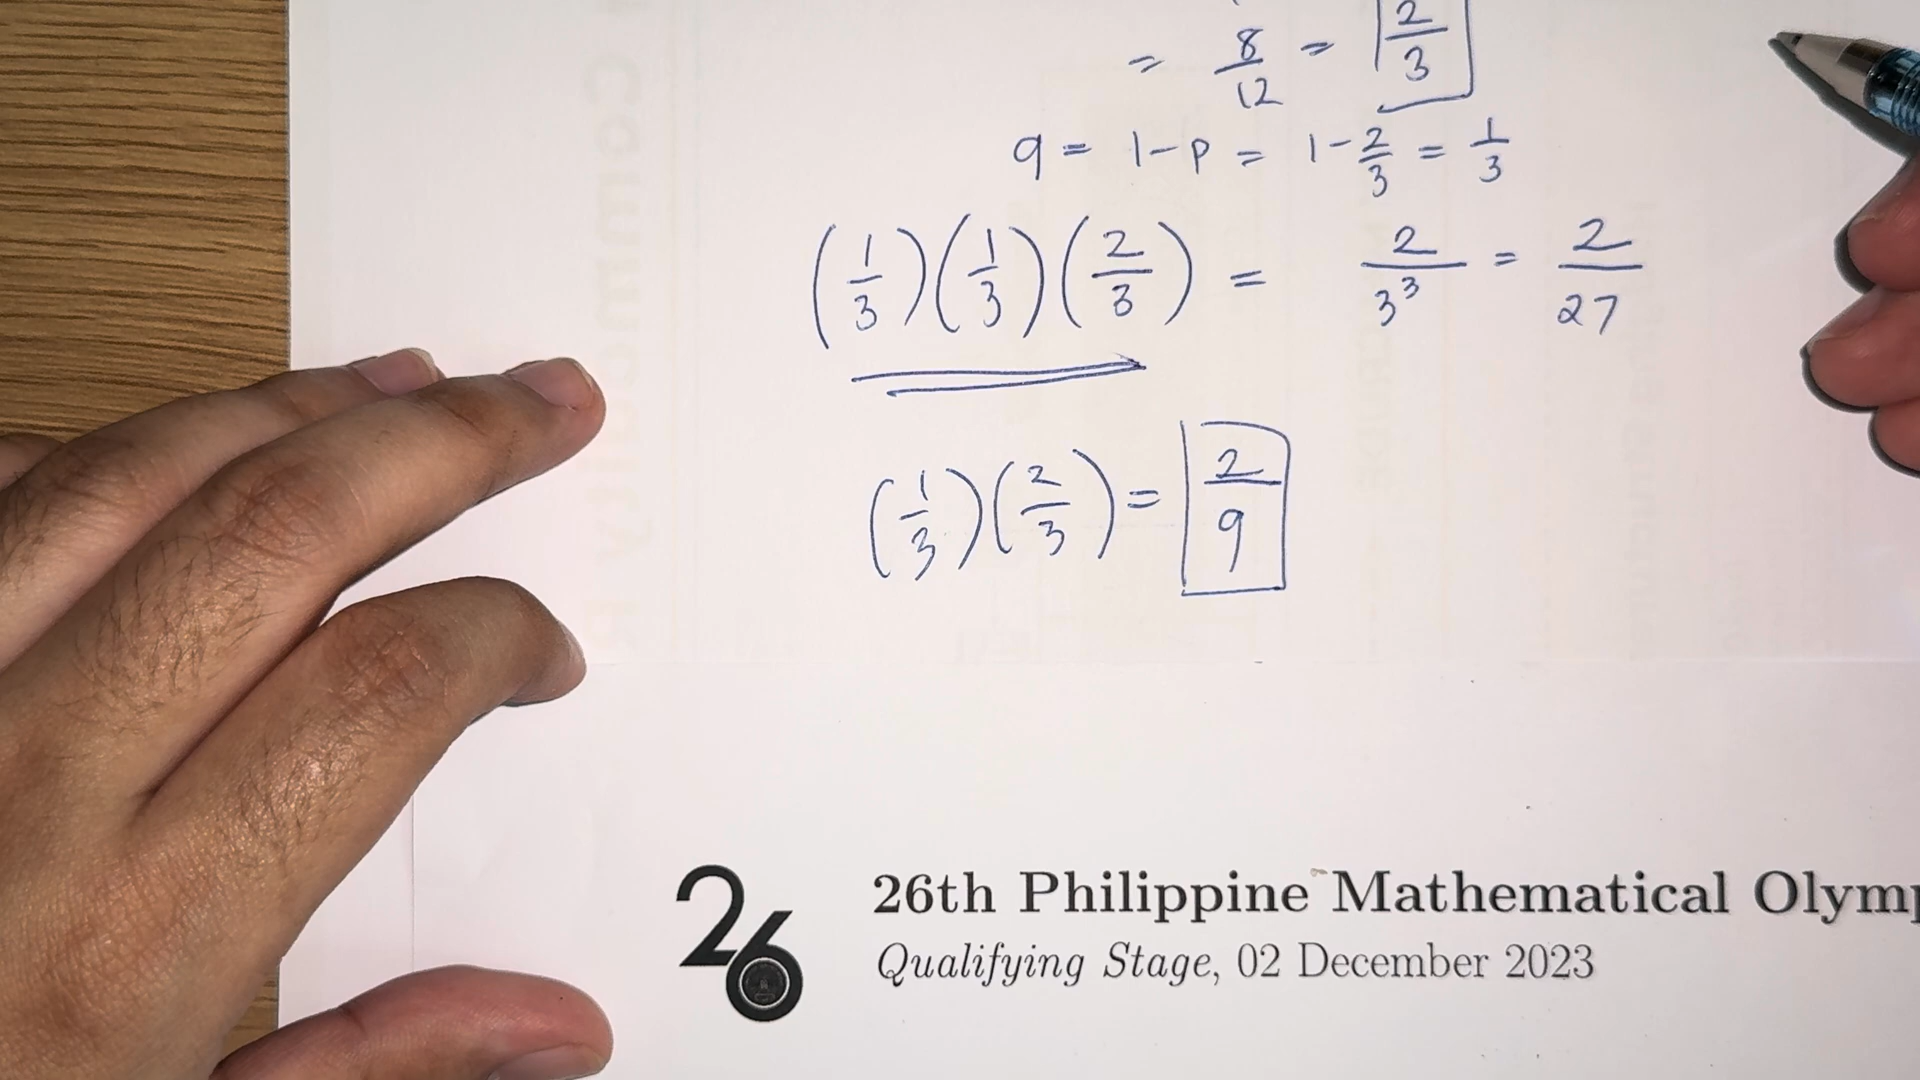 = 8/12 = 2/3
q = 1-p = 1-2/3 = 1/3
(1/3)(1/3)(2/3) = 2/3³ = 2/27
(1/3)(2/3) = 2/9
26
26th Philippine Mathematical
Qualifying Stage, 02 December 2023